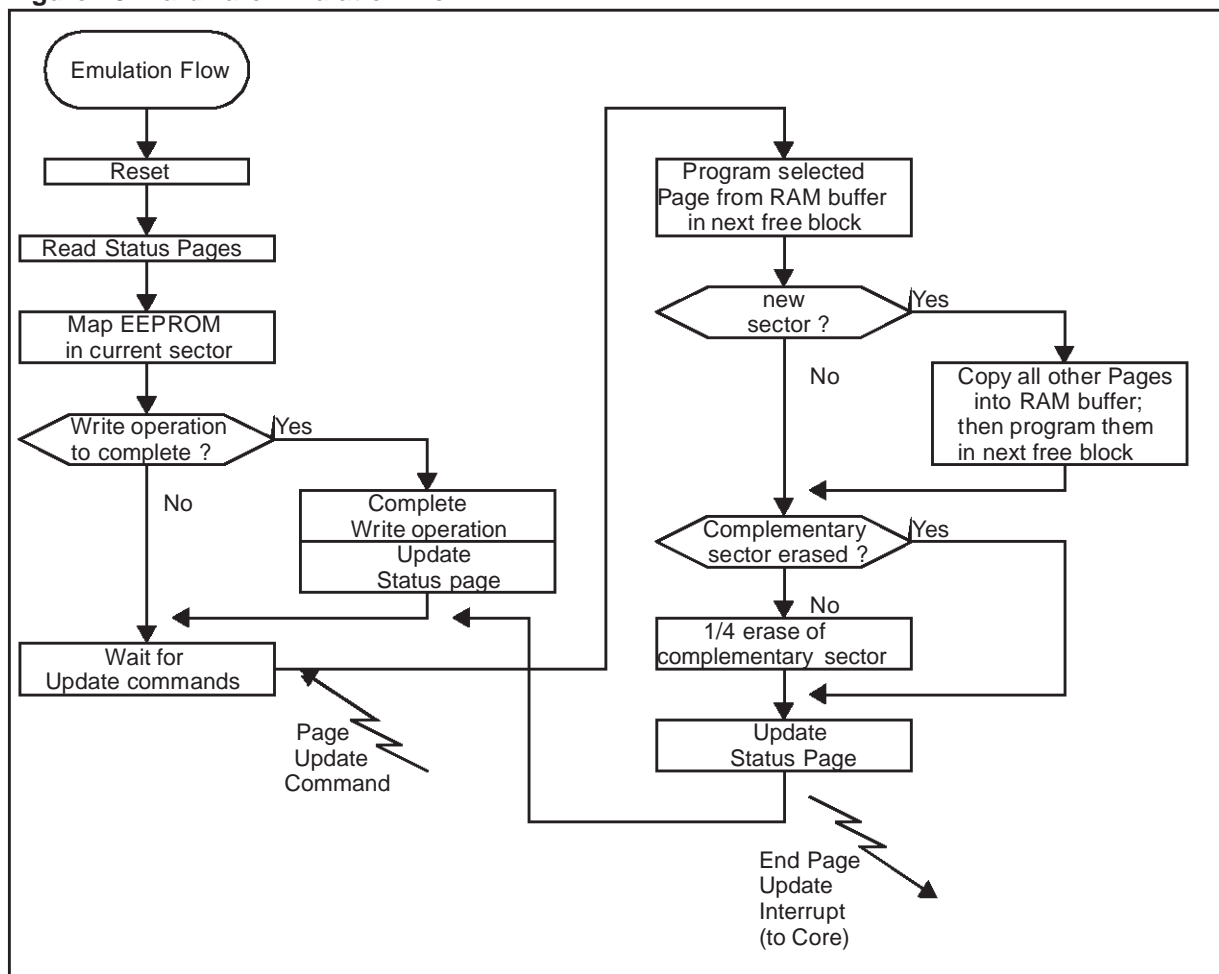 Emulation Flow
Reset
Read Status Pages
Map EEPROM
in current sector
Write operation
to complete ?
Yes
No
Complete
Write operation
Update
Status page
Wait for
Update commands
Page
Update
Command
Program selected
Page from RAM buffer
in next free block
new
sector ?
Yes
No
Copy all other Pages
into RAM buffer;
then program them
in next free block
Complementary
sector erased ?
Yes
No
1/4 erase of
complementary sector
Update
Status Page
End Page
Update
Interrupt
(to Core)